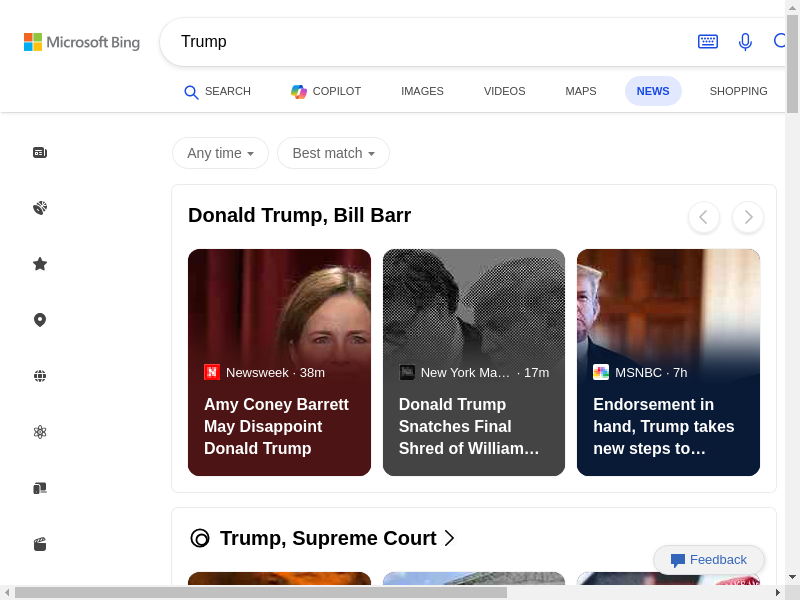 Microsoft Bing
Trump
SEARCH
COPILOT
IMAGES
VIDEOS
MAPS
NEWS
SHOPPING
Any time
Best match
Donald Trump, Bill Barr
Newsweek · 38m
Amy Coney Barrett
May Disappoint
Donald Trump
New York Ma... · 17m
Donald Trump
Snatches Final
Shred of William...
MSNBC · 7h
Endorsement in
hand, Trump takes
new steps to...
Trump, Supreme Court
Feedback